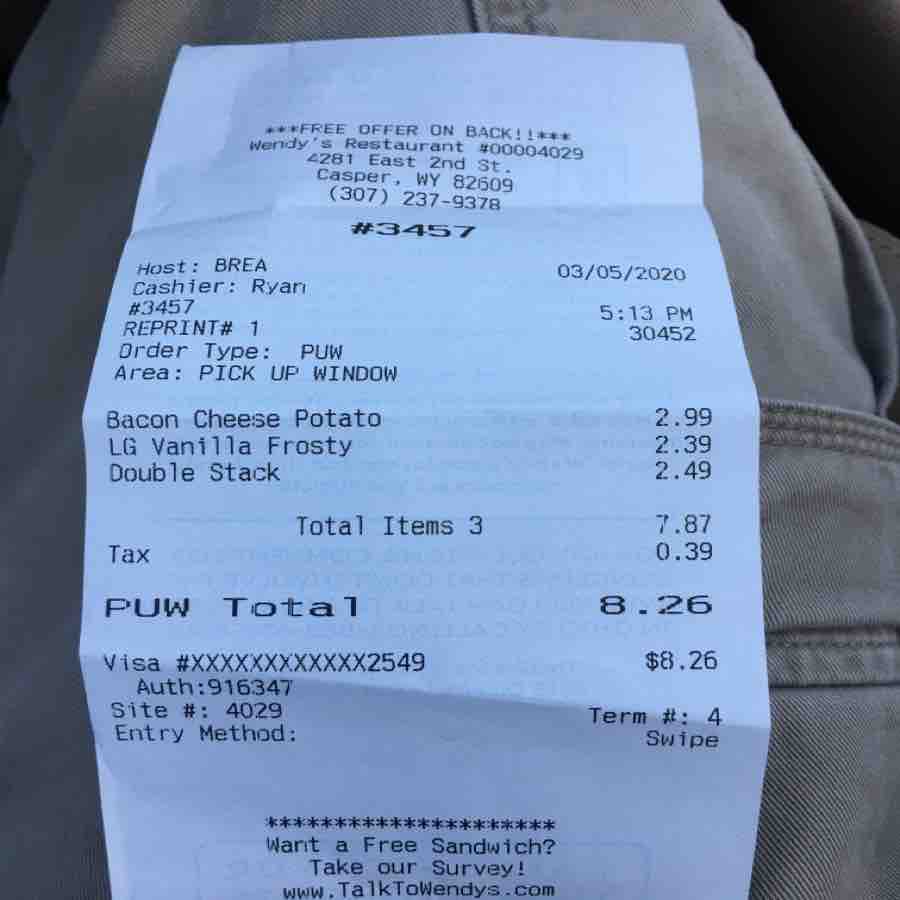 ***FREE OFFER ON BACK!!***
Wendy's Restaurant #00004029
4281 East 2nd St.
Casper, WY 82609
(307) 237-9378
#3457
Host: BREA 03/05/2020
Cashier: Ryan
#3457 5:13 PM
REPRINT# 1 30452
Order Type: PUW
Area: PICK UP WINDOW
Bacon Cheese Potato 2.99
LG Vanilla Frosty 2.39
Double Stack 2.49
Total Items 3 7.87
Tax 0.39
PUW Total 8.26
Visa #XXXXXXXXXXXX2549 $8.26
Auth:916347
Site #: 4029 Term #: 4
Entry Method: Swipe
*********************
Want a Free Sandwich?
Take our Survey!
www.TalkToWendys.com